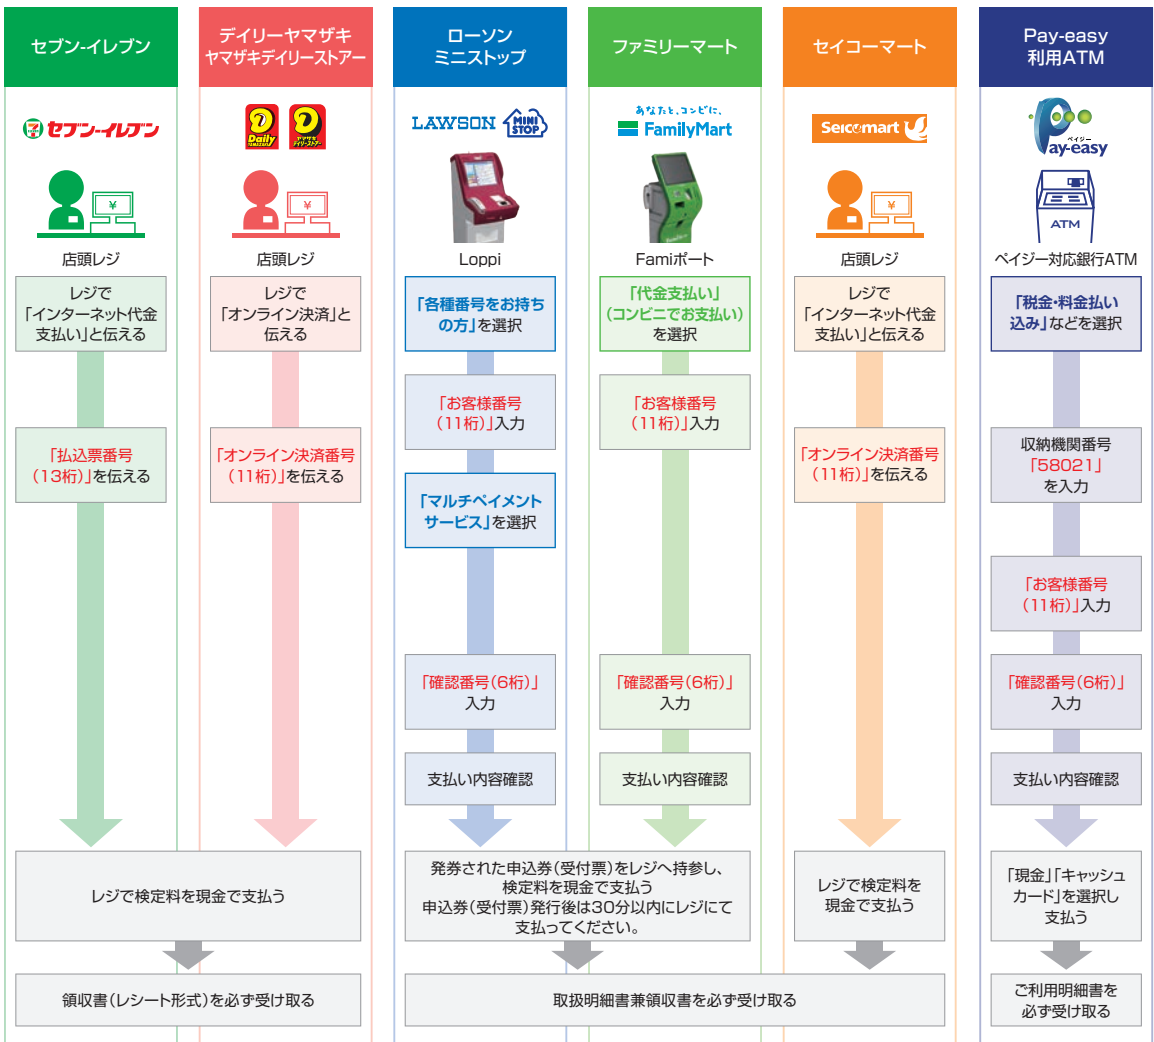 セブン-イレブン
デイリーヤマザキ
ヤマザキデイリーストアー
ローソン
ミニストップ
ファミリーマート
セイコーマート
Pay-easy
利用ATM
セブン-イレブン
Daily
YAMAZAKI
ヤマザキ
デイリーストアー
LAWSON
MINI
STOP
あなたと、コンビに、
FamilyMart
Seicomart
ペイジー
Pay-easy
¥
¥
¥
ATM
店頭レジ
店頭レジ
Loppi
Famiポート
店頭レジ
ペイジー対応銀行ATM
レジで
「インターネット代金
支払い」と伝える
「払込票番号
(13桁)」を伝える
レジで
「オンライン決済」と
伝える
「オンライン決済番号
(11桁)」を伝える
「各種番号をお持ち
の方」を選択
「お客様番号
(11桁)」入力
「マルチペイメント
サービス」を選択
「確認番号(6桁)」
入力
支払い内容確認
「代金支払い」
(コンビニでお支払い)
を選択
「お客様番号
(11桁)」入力
「確認番号(6桁)」
入力
支払い内容確認
レジで
「インターネット代金
支払い」と伝える
「オンライン決済番号
(11桁)」を伝える
「税金・料金払い
込み」などを選択
収納機関番号
「58021」
を入力
「お客様番号
(11桁)」入力
「確認番号(6桁)」
入力
支払い内容確認
レジで検定料を現金で支払う
発券された申込券(受付票)をレジへ持参し、
検定料を現金で支払う
申込券(受付票)発行後は30分以内にレジにて
支払ってください。
レジで検定料を
現金で支払う
「現金」「キャッシュ
カード」を選択し
支払う
領収書(レシート形式)を必ず受け取る
取扱明細書兼領収書を必ず受け取る
ご利用明細書を
必ず受け取る